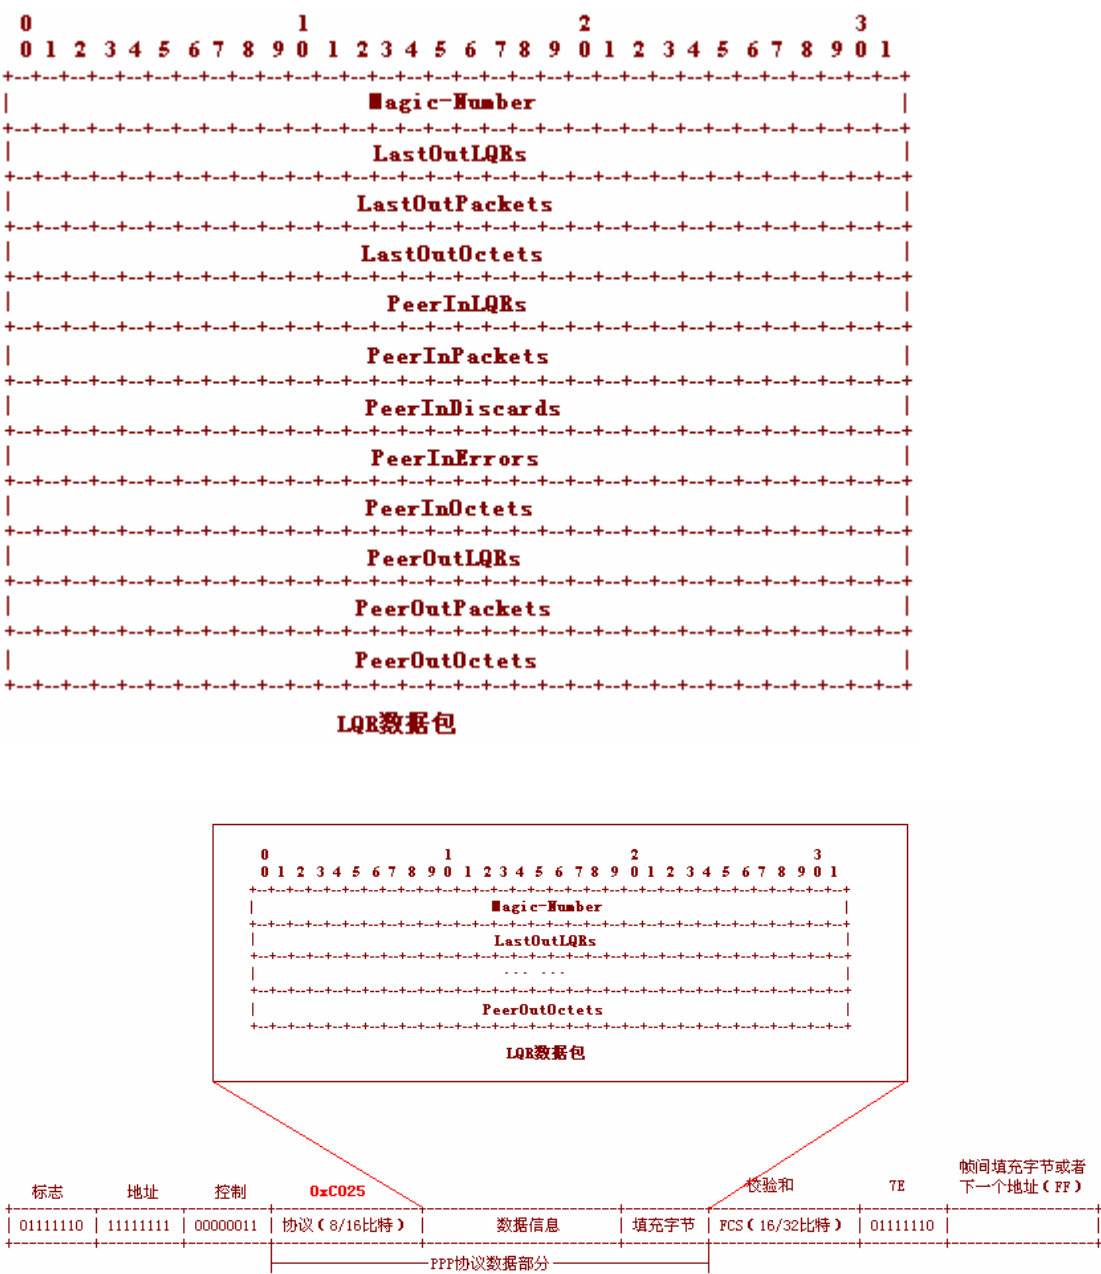 0 1 2 3
0 1 2 3 4 5 6 7 8 9 0 1 2 3 4 5 6 7 8 9 0 1 2 3 4 5 6 7 8 9 0 1
Magic-Number
LastOutLQRs
LastOutPackets
LastOutOctets
PeerInLQRs
PeerInPackets
PeerInDiscards
PeerInErrors
PeerInOctets
PeerOutLQRs
PeerOutPackets
PeerOutOctets
LQR数据包
0 1 2 3
0 1 2 3 4 5 6 7 8 9 0 1 2 3 4 5 6 7 8 9 0 1 2 3 4 5 6 7 8 9 0 1
Magic-Number
LastOutLQRs
... ...
PeerOutOctets
LQR数据包
帧间填充字节或者
标志 地址 控制 0xC025 校验和 7E 下一个地址(FF)
01111110 | 11111111 | 00000011 | 协议(8/16比特) | 数据信息 | 填充字节 | FCS(16/32比特) | 01111110
PPP协议数据部分